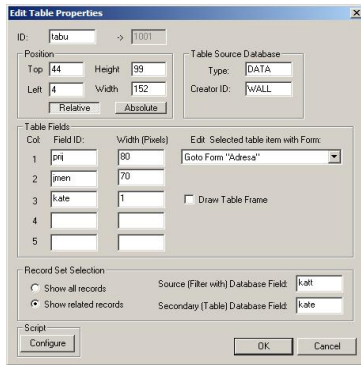 Edit Table Properties
ID: tabu -> 1001
Position
Top 44 Height 99
Left 4 Width 152
Relative Absolute
Table Source Database
Type: DATA
Creator ID: WALL
Table Fields
Col: Field ID: Width (Pixels) Edit Selected table item with Form:
1 prij 80 Goto Form "Adresa"
2 jmen 70
3 kate 1 Draw Table Frame
4
5
Record Set Selection
Show all records
Show related records
Source (Filter with) Database Field: katt
Secondary (Table) Database Field: kate
Script
Configure
OK Cancel